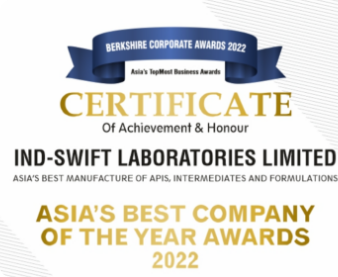 BERKSHIRE CORPORATE AWARDS 2022
Asia's TopMost Business Awards
CERTIFICATE
Of Achievement & Honour
IND-SWIFT LABORATORIES LIMITED
ASIA'S BEST MANUFACTURE OF APIS, INTERMEDIATES AND FORMULATIONS
ASIA'S BEST COMPANY
OF THE YEAR AWARDS
2022